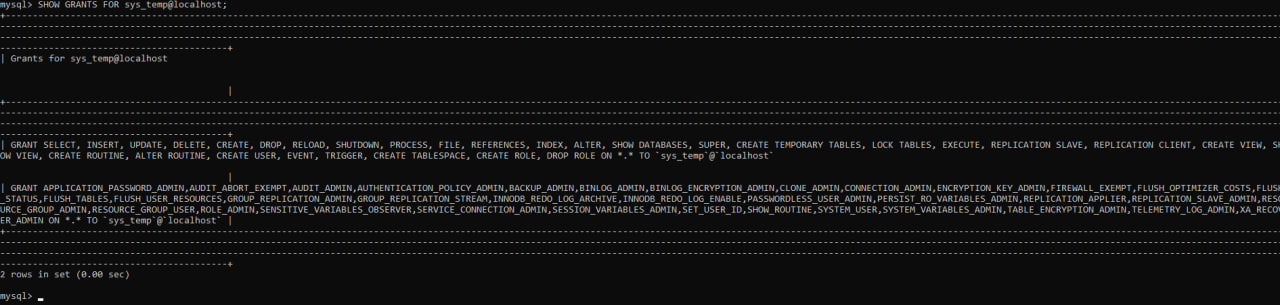 mysql> SHOW GRANTS FOR sys_temp@localhost;
| Grants for sys_temp@localhost
|
| GRANT SELECT, INSERT, UPDATE, DELETE, CREATE, DROP, RELOAD, SHUTDOWN, PROCESS, FILE, REFERENCES, INDEX, ALTER, SHOW DATABASES, SUPER, CREATE TEMPORARY TABLES, LOCK TABLES, EXECUTE, REPLICATION SLAVE, REPLICATION CLIENT, CREATE VIEW, SH
OW VIEW, CREATE ROUTINE, ALTER ROUTINE, CREATE USER, EVENT, TRIGGER, CREATE TABLESPACE, CREATE ROLE, DROP ROLE ON *.* TO `sys_temp`@`localhost`
|
| GRANT APPLICATION_PASSWORD_ADMIN,AUDIT_ABORT_EXEMPT,AUDIT_ADMIN,AUTHENTICATION_POLICY_ADMIN,BACKUP_ADMIN,BINLOG_ADMIN,BINLOG_ENCRYPTION_ADMIN,CLONE_ADMIN,CONNECTION_ADMIN,ENCRYPTION_KEY_ADMIN,FIREWALL_EXEMPT,FLUSH_OPTIMIZER_COSTS,FLUSH
_STATUS,FLUSH_TABLES,FLUSH_USER_RESOURCES,GROUP_REPLICATION_ADMIN,GROUP_REPLICATION_STREAM,INNODB_REDO_LOG_ARCHIVE,INNODB_REDO_LOG_ENABLE,PASSWORDLESS_USER_ADMIN,PERSIST_RO_VARIABLES_ADMIN,REPLICATION_APPLIER,REPLICATION_SLAVE_ADMIN,RESO
URCE_GROUP_ADMIN,RESOURCE_GROUP_USER,ROLE_ADMIN,SENSITIVE_VARIABLES_OBSERVER,SERVICE_CONNECTION_ADMIN,SESSION_VARIABLES_ADMIN,SET_USER_ID,SHOW_ROUTINE,SYSTEM_USER,SYSTEM_VARIABLES_ADMIN,TABLE_ENCRYPTION_ADMIN,TELEMETRY_LOG_ADMIN,XA_RECOV
ER_ADMIN ON *.* TO `sys_temp`@`localhost` |
2 rows in set (0.00 sec)
mysql>